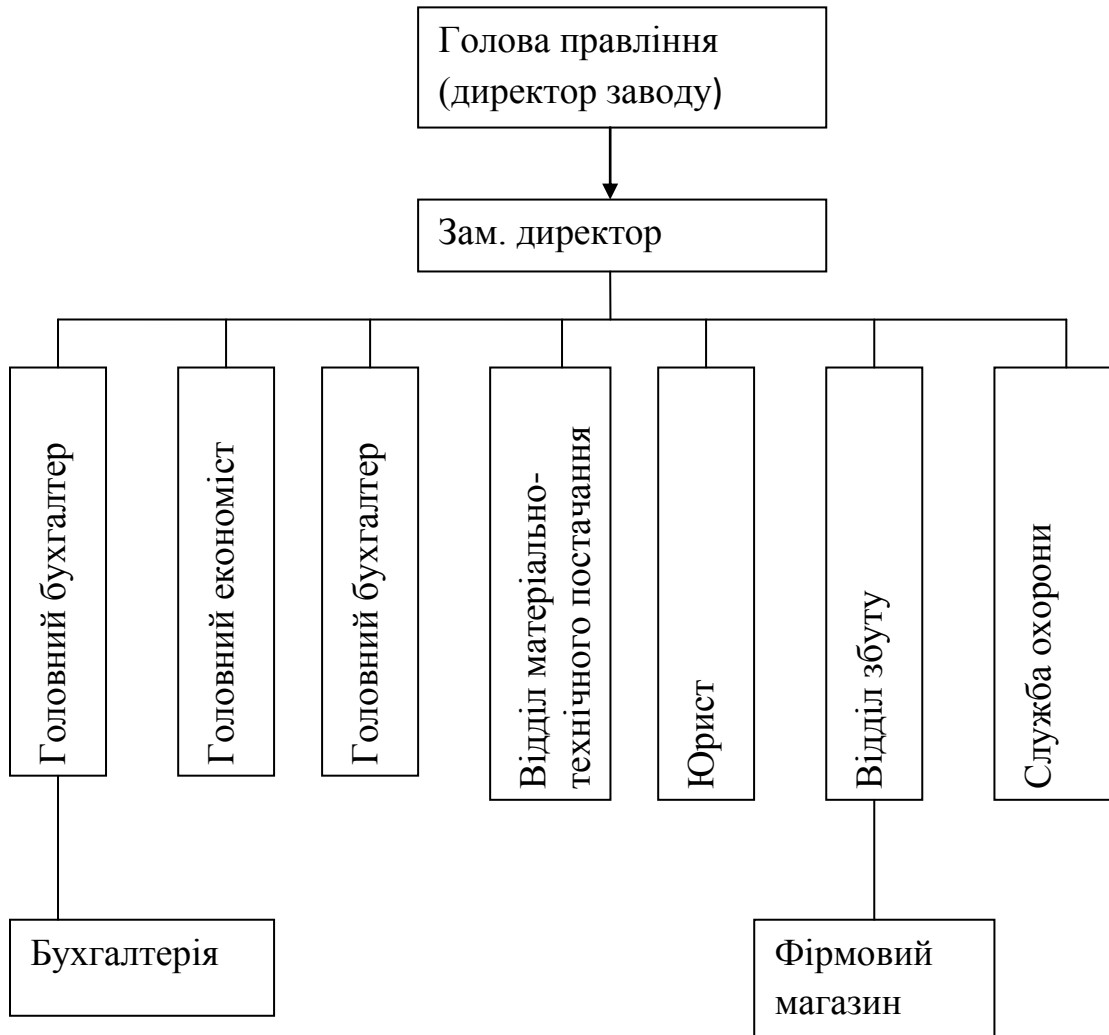 Голова правління
(директор заводу)
Зам. директор
Головний бухгалтер
Головний економіст
Головний бухгалтер
Відділ матеріально-
технічного постачання
Юрист
Відділ збуту
Служба охорони
Бухгалтерія
Фірмовий
магазин